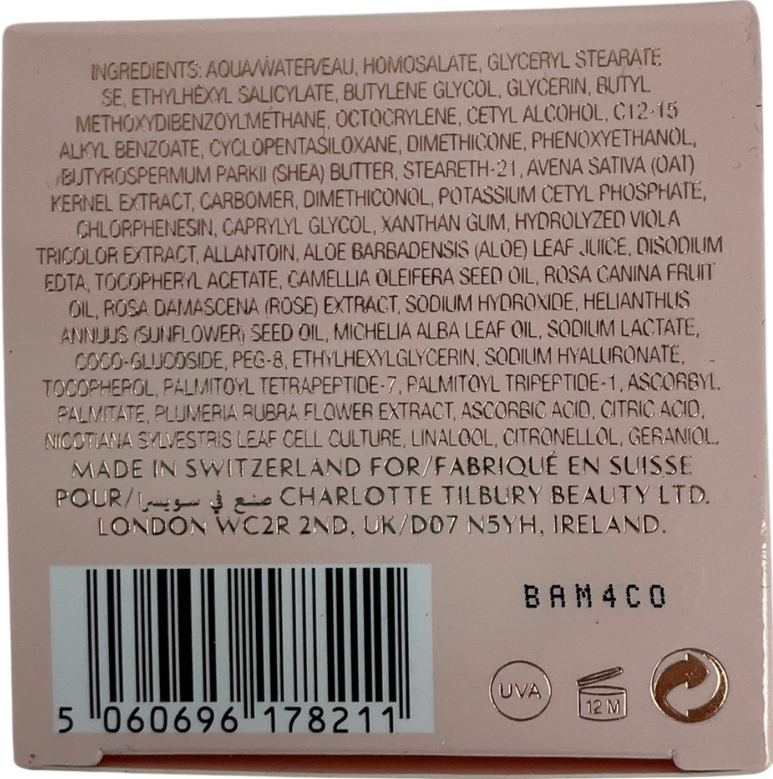 INGREDIENTS: AQUA/WATER/EAU, HOMOSALATE, GLYCERYL STEARATE
SE, ETHYLHEXYL SALICYLATE, BUTYLENE GLYCOL, GLYCERIN, BUTYL
METHOXYDIBENZOYLMETHANE, OCTOCRYLENE, CETYL ALCOHOL, C12-15
ALKYL BENZOATE, CYCLOPENTASILOXANE, DIMETHICONE, PHENOXYETHANOL,
BUTYROSPERMUM PARKII (SHEA) BUTTER, STEARETH-21, AVENA SATIVA (OAT)
KERNEL EXTRACT, CARBOMER, DIMETHICONOL, POTASSIUM CETYL PHOSPHATE,
CHLORPHENESIN, CAPRYLYL GLYCOL, XANTHAN GUM, HYDROLYZED VIOLA
TRICOLOR EXTRACT, ALLANTOIN, ALOE BARBADENSIS (ALOE) LEAF JUICE, DISODIUM
EDTA, TOCOPHERYL ACETATE, CAMELLIA OLEIFERA SEED OIL, ROSA CANINA FRUIT
OIL, ROSA DAMASCENA (ROSE) EXTRACT, SODIUM HYDROXIDE, HELIANTHUS
ANNUUS (SUNFLOWER) SEED OIL, MICHELIA ALBA LEAF OIL, SODIUM LACTATE,
COCO-GLUCOSIDE, PEG-8, ETHYLHEXYLGLYCERIN, SODIUM HYALURONATE,
TOCOPHEROL, PALMITOYL TETRAPEPTIDE-7, PALMITOYL TRIPEPTIDE-1, ASCORBYL
PALMITATE, PLUMERIA RUBRA FLOWER EXTRACT, ASCORBIC ACID, CITRIC ACID,
NICOTIANA SYLVESTRIS LEAF CELL CULTURE, LINALOOL, CITRONELLOL, GERANIOL.
MADE IN SWITZERLAND FOR/FABRIQUÉ EN SUISSE
POUR/صنع في سويسرا CHARLOTTE TILBURY BEAUTY LTD.
LONDON WC2R 2ND, UK/D07 N5YH, IRELAND.
BAM4CO
UVA
12 M
5 060696 178211